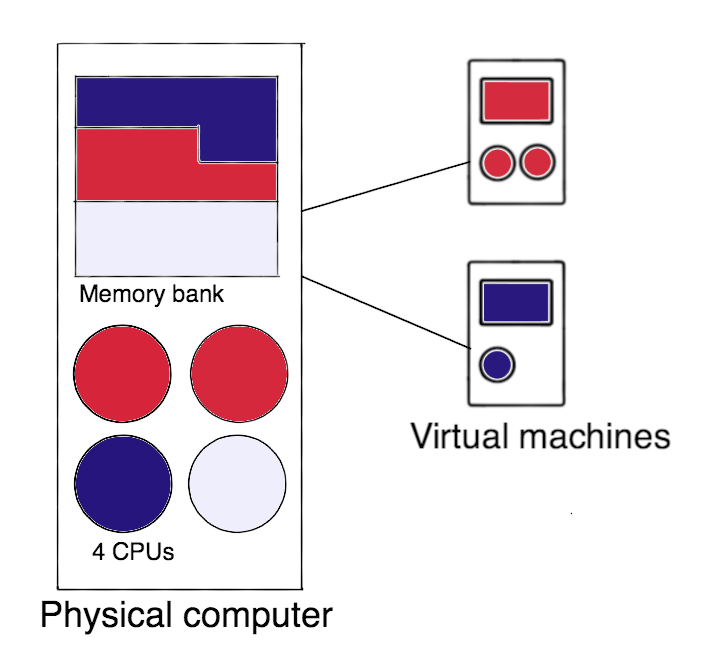 Memory bank
4 CPUs
Physical computer
Virtual machines